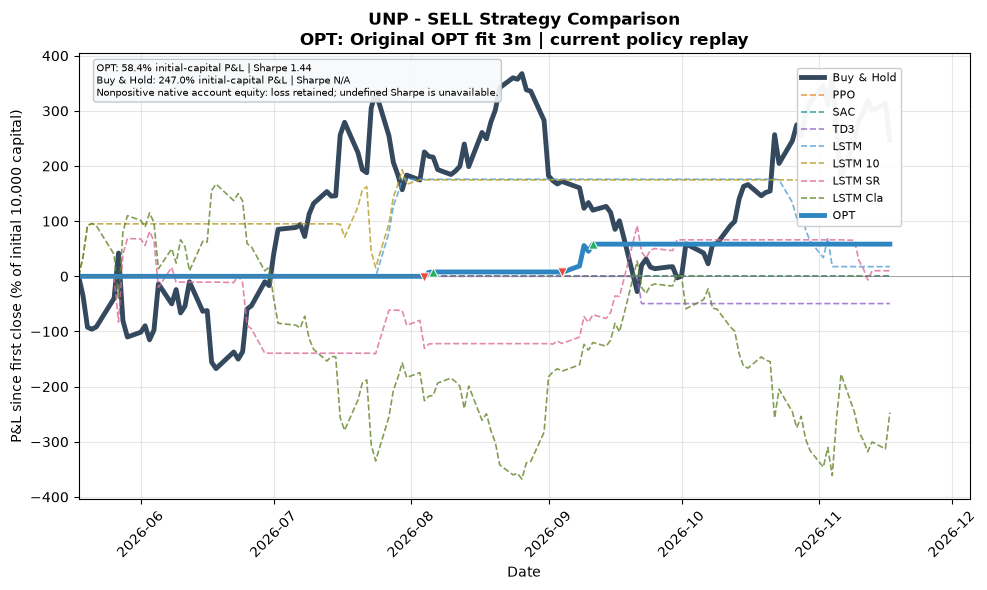 UNP - SELL Strategy Comparison
OPT: Original OPT fit 3m | current policy replay
OPT: 58.4% initial-capital P&L | Sharpe 1.44
Buy & Hold: 247.0% initial-capital P&L | Sharpe N/A
Nonpositive native account equity: loss retained; undefined Sharpe is unavailable.
Buy & Hold
PPO
SAC
TD3
LSTM
LSTM 10
LSTM SR
LSTM Cla
OPT
P&L since first close (% of initial 10,000 capital)
400
300
200
100
0
−100
−200
−300
−400
2026-06
2026-07
2026-08
2026-09
2026-10
2026-11
2026-12
Date